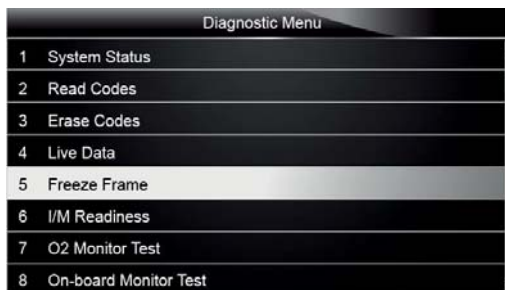 Diagnostic Menu
1 System Status
2 Read Codes
3 Erase Codes
4 Live Data
5 Freeze Frame
6 I/M Readiness
7 O2 Monitor Test
8 On-board Monitor Test